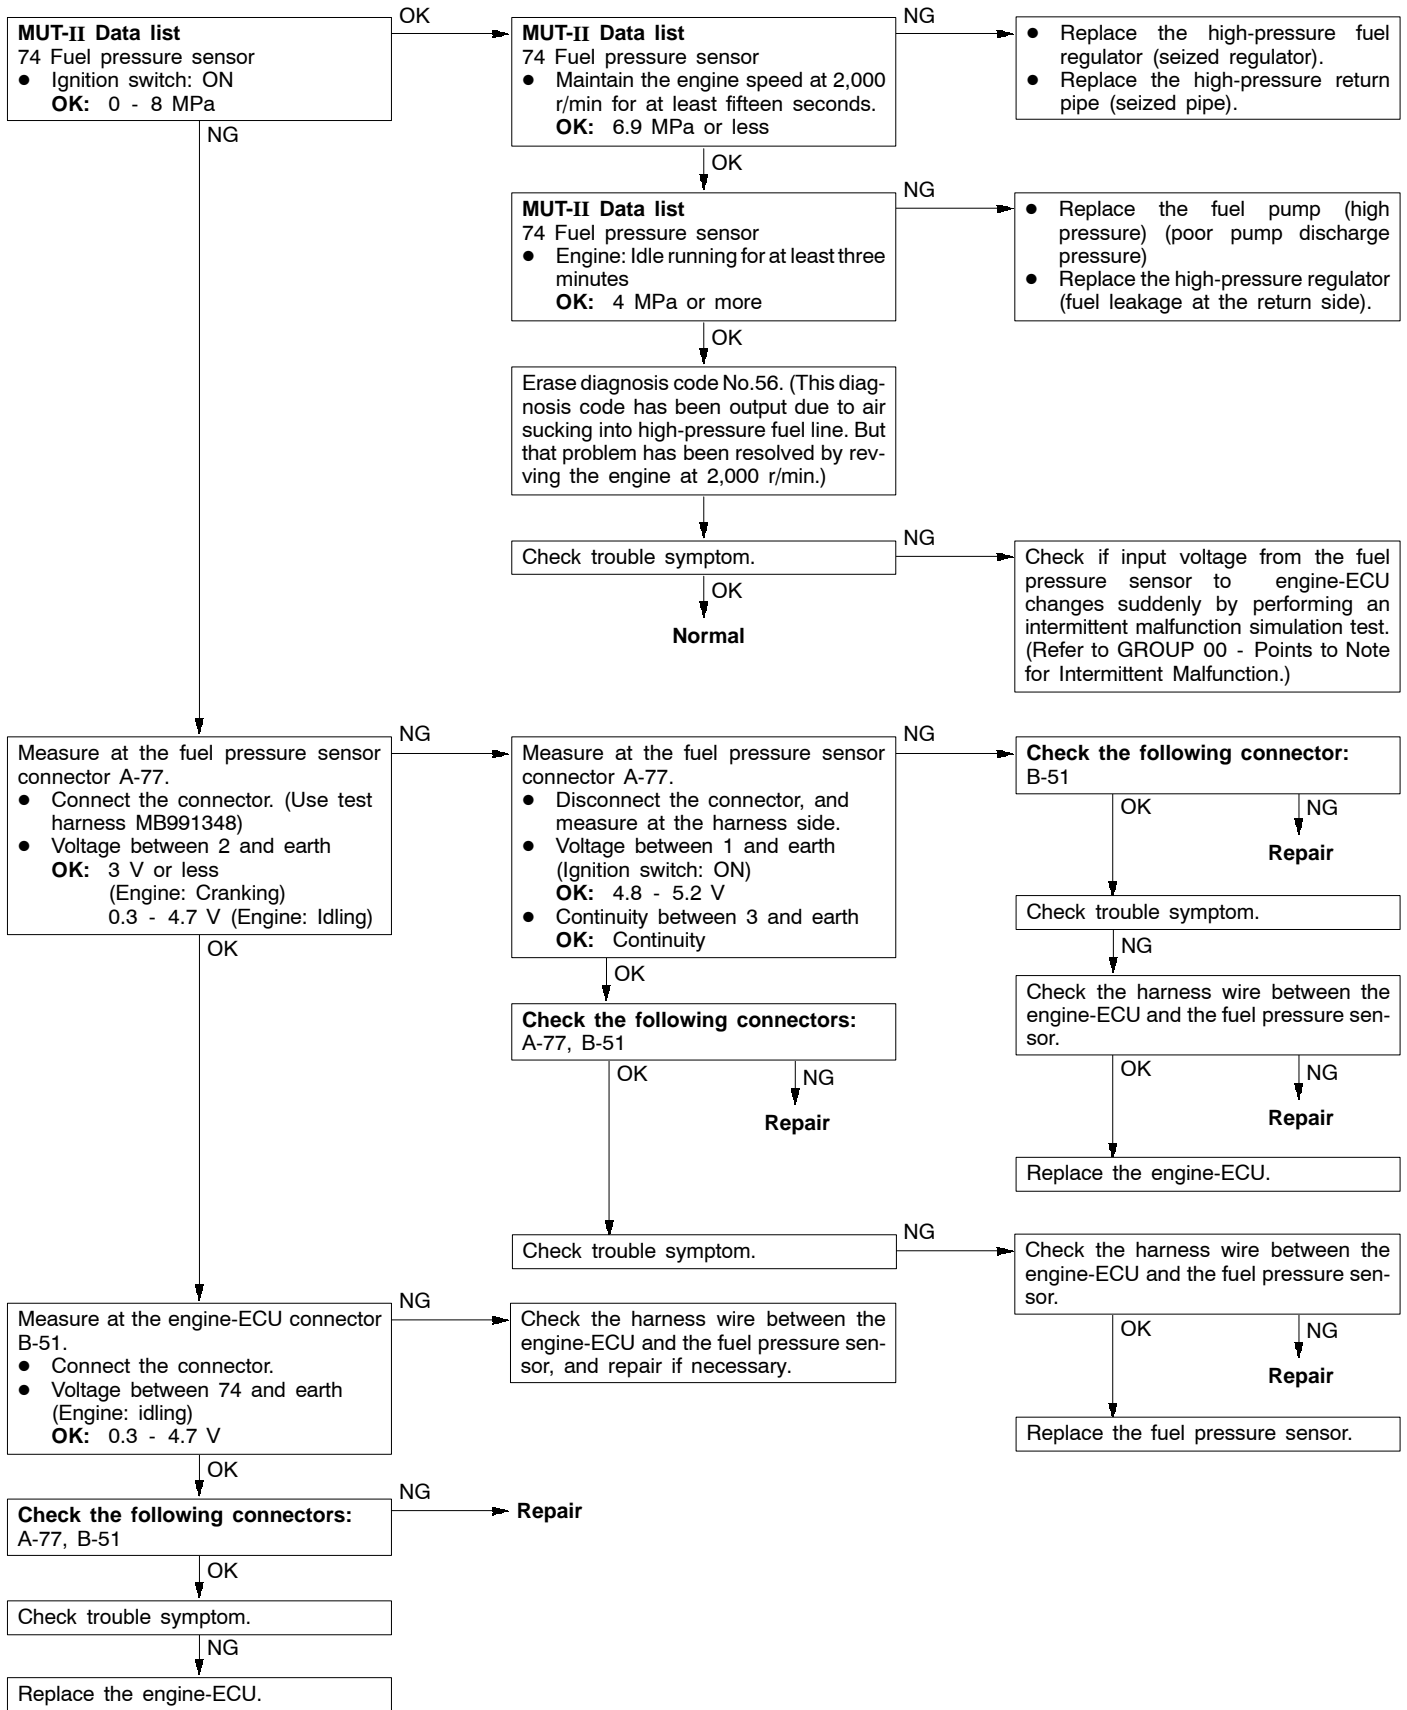 MUT-II Data list
74 Fuel pressure sensor
● Ignition switch: ON
OK: 0 - 8 MPa
OK
NG
MUT-II Data list
74 Fuel pressure sensor
● Maintain the engine speed at 2,000
r/min for at least fifteen seconds.
OK: 6.9 MPa or less
NG
OK
● Replace the high-pressure fuel
regulator (seized regulator).
● Replace the high-pressure return
pipe (seized pipe).
MUT-II Data list
74 Fuel pressure sensor
● Engine: Idle running for at least three
minutes
OK: 4 MPa or more
NG
OK
● Replace the fuel pump (high
pressure) (poor pump discharge
pressure)
● Replace the high-pressure regulator
(fuel leakage at the return side).
Erase diagnosis code No.56. (This diag-
nosis code has been output due to air
sucking into high-pressure fuel line. But
that problem has been resolved by rev-
ving the engine at 2,000 r/min.)
Check trouble symptom.
NG
OK
Normal
Check if input voltage from the fuel
pressure sensor to engine-ECU
changes suddenly by performing an
intermittent malfunction simulation test.
(Refer to GROUP 00 - Points to Note
for Intermittent Malfunction.)
Measure at the fuel pressure sensor
connector A-77.
● Connect the connector. (Use test
harness MB991348)
● Voltage between 2 and earth
OK: 3 V or less
(Engine: Cranking)
0.3 - 4.7 V (Engine: Idling)
NG
OK
Measure at the fuel pressure sensor
connector A-77.
● Disconnect the connector, and
measure at the harness side.
● Voltage between 1 and earth
(Ignition switch: ON)
OK: 4.8 - 5.2 V
● Continuity between 3 and earth
OK: Continuity
NG
OK
Check the following connector:
B-51
OK
NG
Repair
Check trouble symptom.
NG
Check the harness wire between the
engine-ECU and the fuel pressure sen-
sor.
OK
NG
Repair
Replace the engine-ECU.
Check the following connectors:
A-77, B-51
OK
NG
Repair
Check trouble symptom.
NG
Check the harness wire between the
engine-ECU and the fuel pressure sen-
sor.
OK
NG
Repair
Replace the fuel pressure sensor.
Measure at the engine-ECU connector
B-51.
● Connect the connector.
● Voltage between 74 and earth
(Engine: idling)
OK: 0.3 - 4.7 V
NG
OK
Check the harness wire between the
engine-ECU and the fuel pressure sen-
sor, and repair if necessary.
Check the following connectors:
A-77, B-51
NG
Repair
OK
Check trouble symptom.
NG
Replace the engine-ECU.